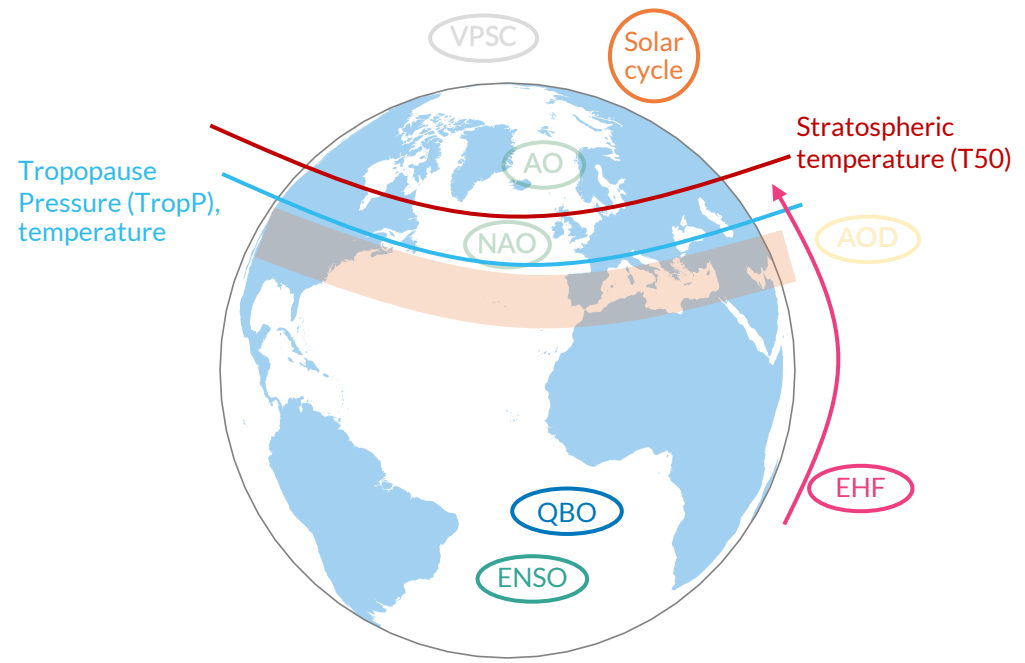 VPSC
Solar
cycle
Stratospheric
temperature (T50)
Tropopause
Pressure (TropP),
temperature
AO
NAO
AOD
EHF
QBO
ENSO